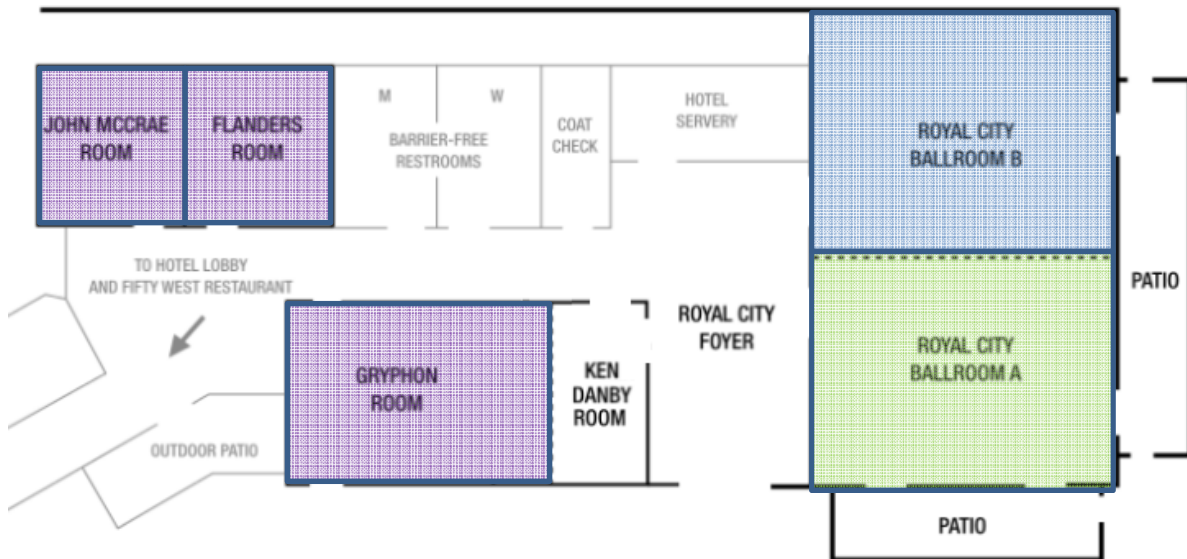 JOHN MCCRAE
ROOM
FLANDERS
ROOM
M
W
BARRIER-FREE
RESTROOMS
COAT
CHECK
HOTEL
SERVERY
ROYAL CITY
BALLROOM B
TO HOTEL LOBBY
AND FIFTY WEST RESTAURANT
PATIO
ROYAL CITY
FOYER
ROYAL CITY
BALLROOM A
GRYPHON
ROOM
KEN
DANBY
ROOM
OUTDOOR PATIO
PATIO